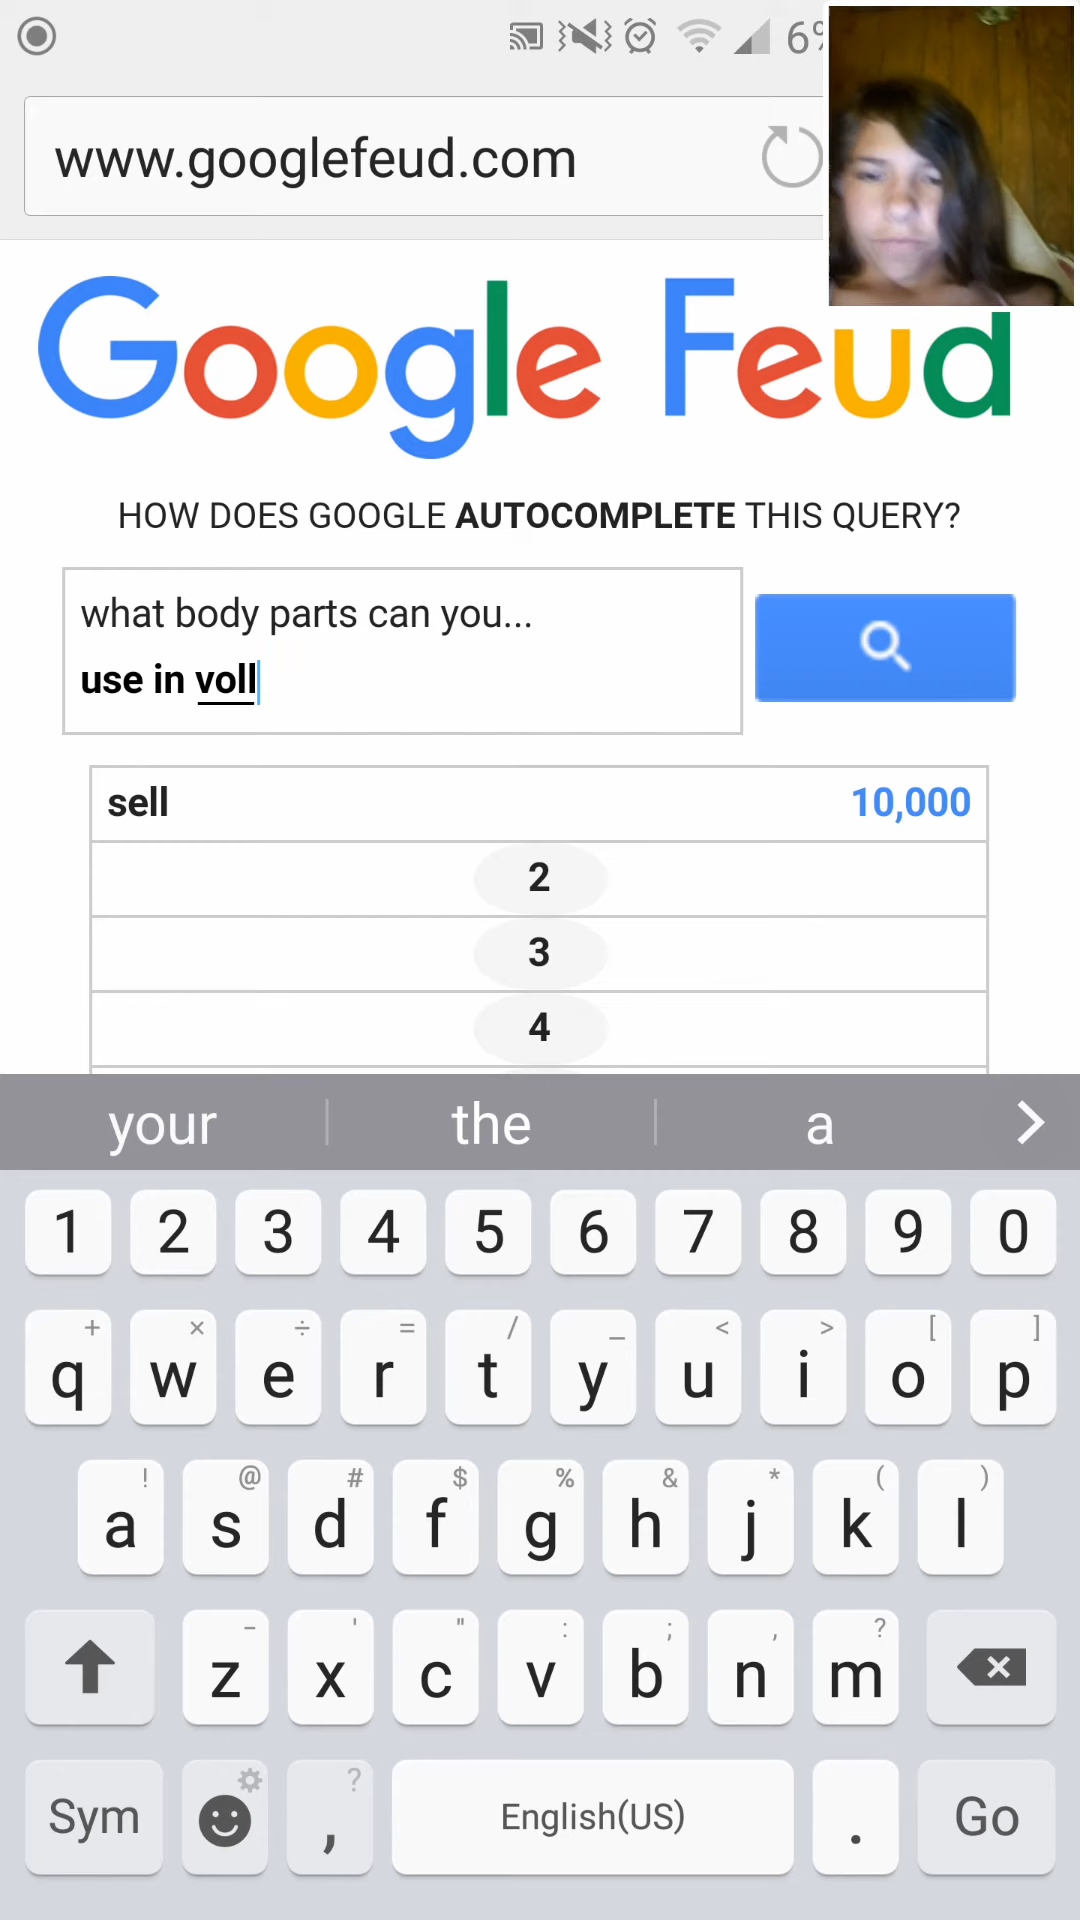 6%
www.googlefeud.com
Google Feud
HOW DOES GOOGLE AUTOCOMPLETE THIS QUERY?
what body parts can you...
use in voll
sell 10,000
2
3
4
your the a
1 2 3 4 5 6 7 8 9 0
+ × ÷ = / _ < > [ ]
q w e r t y u i o p
! @ # $ % & * ( )
a s d f g h j k l
- ' " : ; , ?
z x c v b n m
?
Sym , English(US) . Go